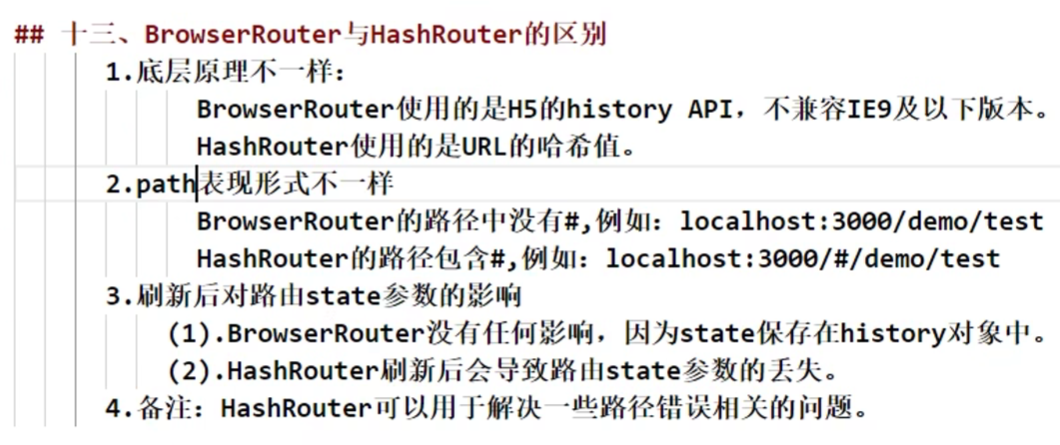 ## 十三、BrowserRouter与HashRouter的区别
1.底层原理不一样：
BrowserRouter使用的是H5的history API，不兼容IE9及以下版本。
HashRouter使用的是URL的哈希值。
2.path表现形式不一样
BrowserRouter的路径中没有#,例如：localhost:3000/demo/test
HashRouter的路径包含#,例如：localhost:3000/#/demo/test
3.刷新后对路由state参数的影响
(1).BrowserRouter没有任何影响，因为state保存在history对象中。
(2).HashRouter刷新后会导致路由state参数的丢失。
4.备注：HashRouter可以用于解决一些路径错误相关的问题。